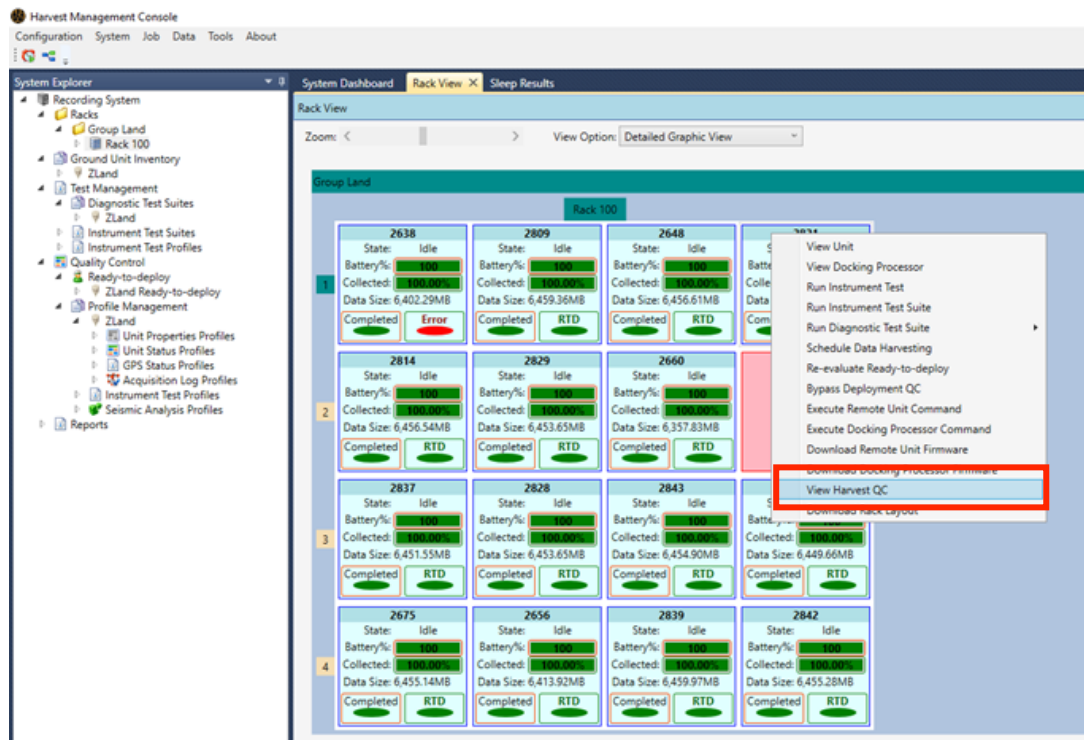 Harvest Management Console
Configuration System Job Data Tools About
System Explorer
Recording System
Racks
Group Land
Rack 100
Ground Unit Inventory
ZLand
Test Management
Diagnostic Test Suites
ZLand
Instrument Test Suites
Instrument Test Profiles
Quality Control
Ready-to-deploy
ZLand Ready-to-deploy
Profile Management
ZLand
Unit Properties Profiles
Unit Status Profiles
GPS Status Profiles
Acquisition Log Profiles
Instrument Test Profiles
Seismic Analysis Profiles
Reports
System Dashboard Rack View Sleep Results
Rack View
Zoom: View Option: Detailed Graphic View
Group Land
Rack 100
1
2638 2809 2648
State: Idle State: Idle State: Idle
Battery%: 100 Battery%: 100 Battery%: 100 Batte
Collected: 100.00% Collected: 100.00% Collected: 100.00% Colle
Data Size: 6,402.29MB Data Size: 6,459.36MB Data Size: 6,456.61MB Data
Completed Error Completed RTD Completed RTD Com
2
2814 2829 2660
State: Idle State: Idle State: Idle
Battery%: 100 Battery%: 100 Battery%: 100
Collected: 100.00% Collected: 100.00% Collected: 100.00%
Data Size: 6,456.54MB Data Size: 6,453.65MB Data Size: 6,357.83MB
Completed RTD Completed RTD Completed RTD
3
2837 2828 2843
State: Idle State: Idle State: Idle
Battery%: 100 Battery%: 100 Battery%: 100
Collected: 100.00% Collected: 100.00% Collected: 100.00% Collected: 100.00%
Data Size: 6,451.55MB Data Size: 6,453.65MB Data Size: 6,454.90MB Data Size: 6,449.66MB
Completed RTD Completed RTD Completed RTD Completed RTD
4
2675 2656 2839 2842
State: Idle State: Idle State: Idle State: Idle
Battery%: 100 Battery%: 100 Battery%: 100 Battery%: 100
Collected: 100.00% Collected: 100.00% Collected: 100.00% Collected: 100.00%
Data Size: 6,455.14MB Data Size: 6,413.92MB Data Size: 6,459.97MB Data Size: 6,455.28MB
Completed RTD Completed RTD Completed RTD Completed RTD
View Unit
View Docking Processor
Run Instrument Test
Run Instrument Test Suite
Run Diagnostic Test Suite
Schedule Data Harvesting
Re-evaluate Ready-to-deploy
Bypass Deployment QC
Execute Remote Unit Command
Execute Docking Processor Command
Download Remote Unit Firmware
Download Docking Processor Firmware
View Harvest QC
Download Rack Layout